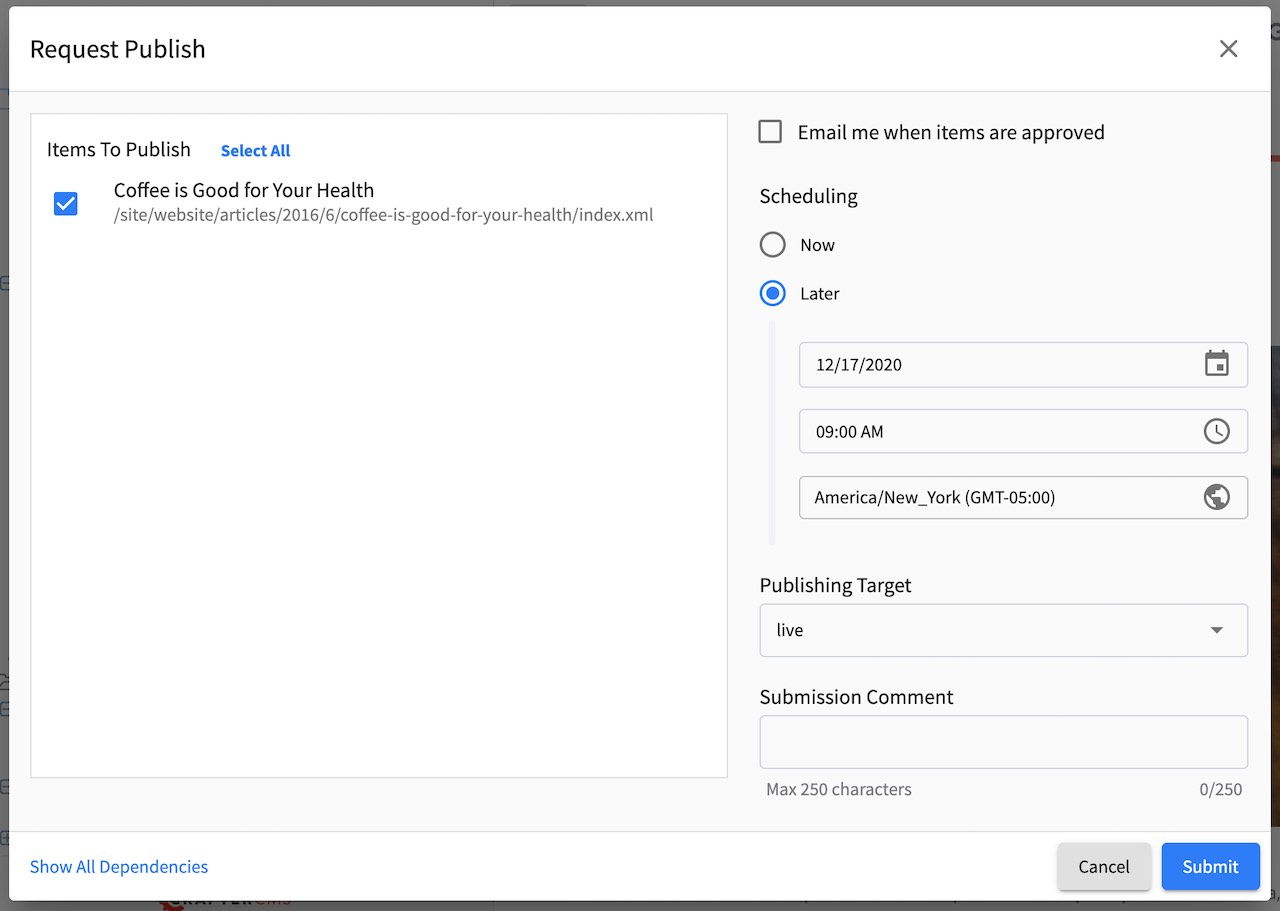 Request Publish
Items To Publish Select All
Coffee is Good for Your Health
/site/website/articles/2016/6/coffee-is-good-for-your-health/index.xml
Email me when items are approved
Scheduling
Now
Later
12/17/2020
09:00 AM
America/New_York (GMT-05:00)
Publishing Target
live
Submission Comment
Max 250 characters 0/250
Show All Dependencies
Cancel Submit